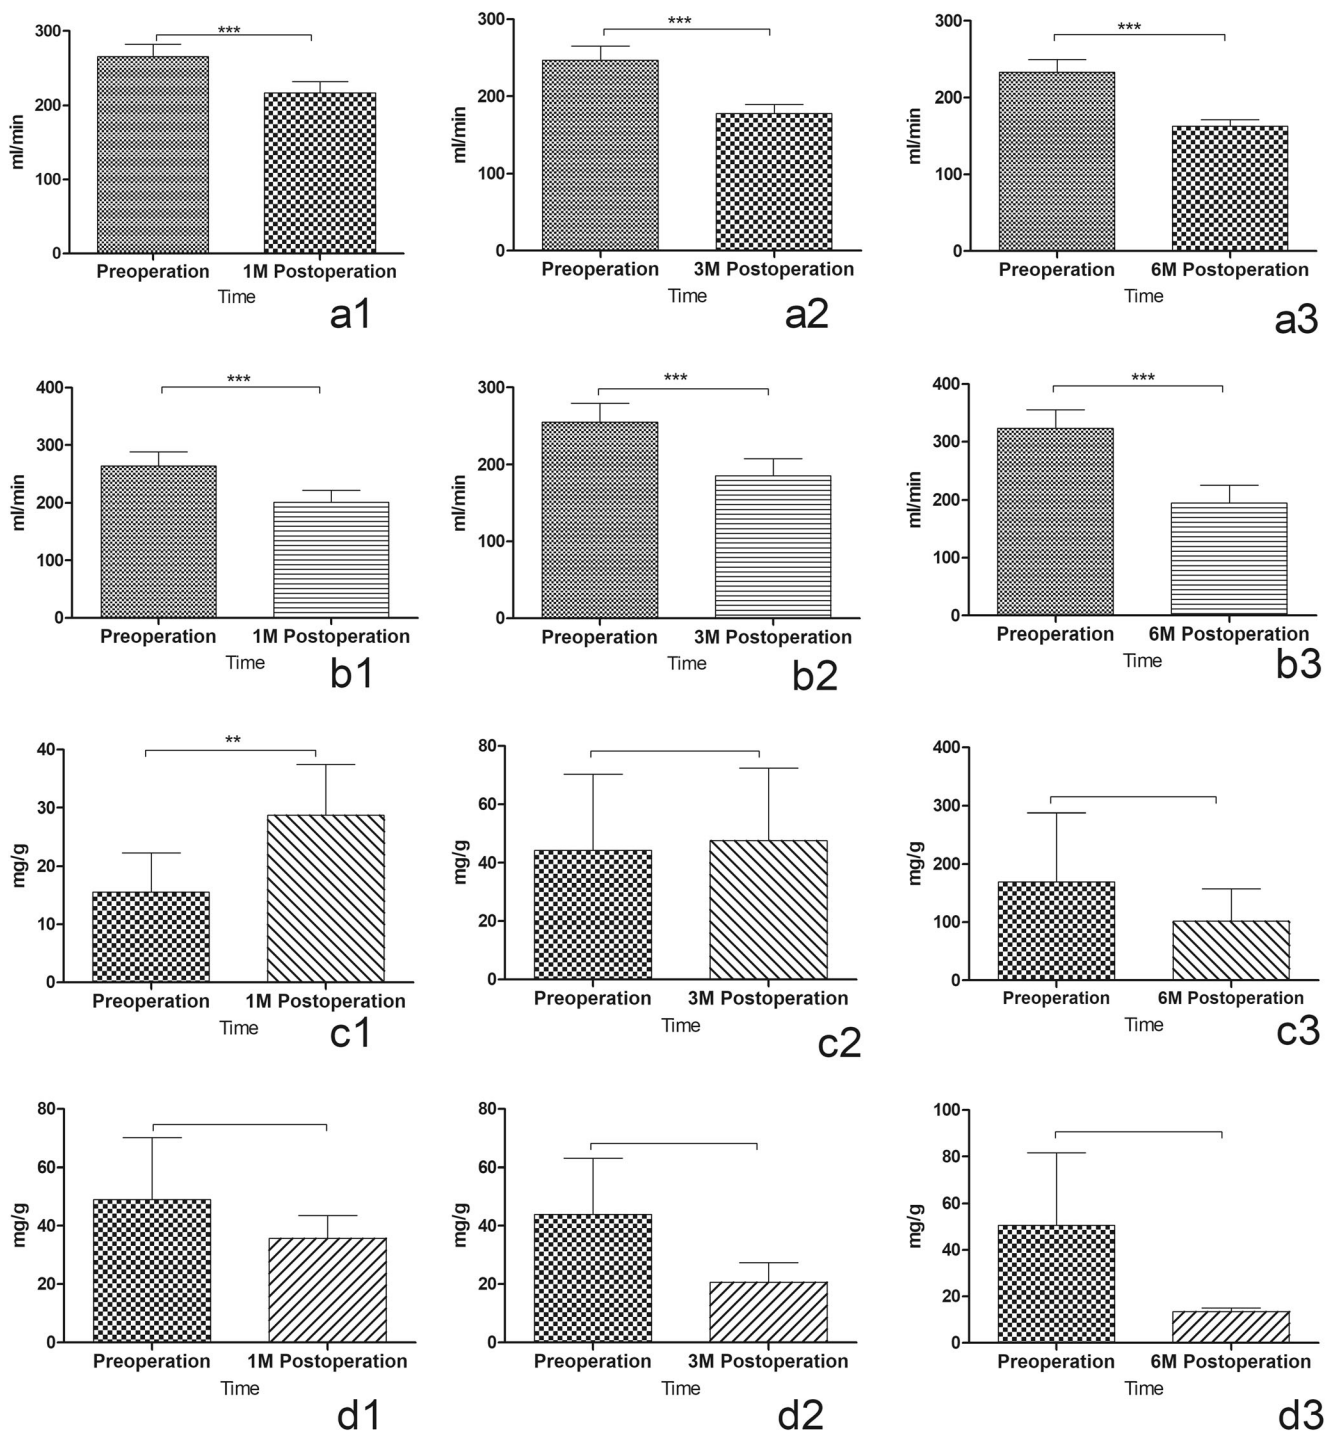 300
200
100
0
ml/min
***
Preoperation 1M Postoperation
Time
a1
300
200
100
0
ml/min
***
Preoperation 3M Postoperation
Time
a2
300
200
100
0
ml/min
***
Preoperation 6M Postoperation
Time
a3
400
300
200
100
0
ml/min
***
Preoperation 1M Postoperation
Time
b1
300
200
100
0
ml/min
***
Preoperation 3M Postoperation
Time
b2
400
300
200
100
0
ml/min
***
Preoperation 6M Postoperation
Time
b3
40
30
20
10
0
mg/g
**
Preoperation 1M Postoperation
Time
c1
80
60
40
20
0
mg/g
Preoperation 3M Postoperation
Time
c2
400
300
200
100
0
mg/g
Preoperation 6M Postoperation
Time
c3
80
60
40
20
0
mg/g
Preoperation 1M Postoperation
Time
d1
80
60
40
20
0
mg/g
Preoperation 3M Postoperation
Time
d2
100
80
60
40
20
0
mg/g
Preoperation 6M Postoperation
Time
d3